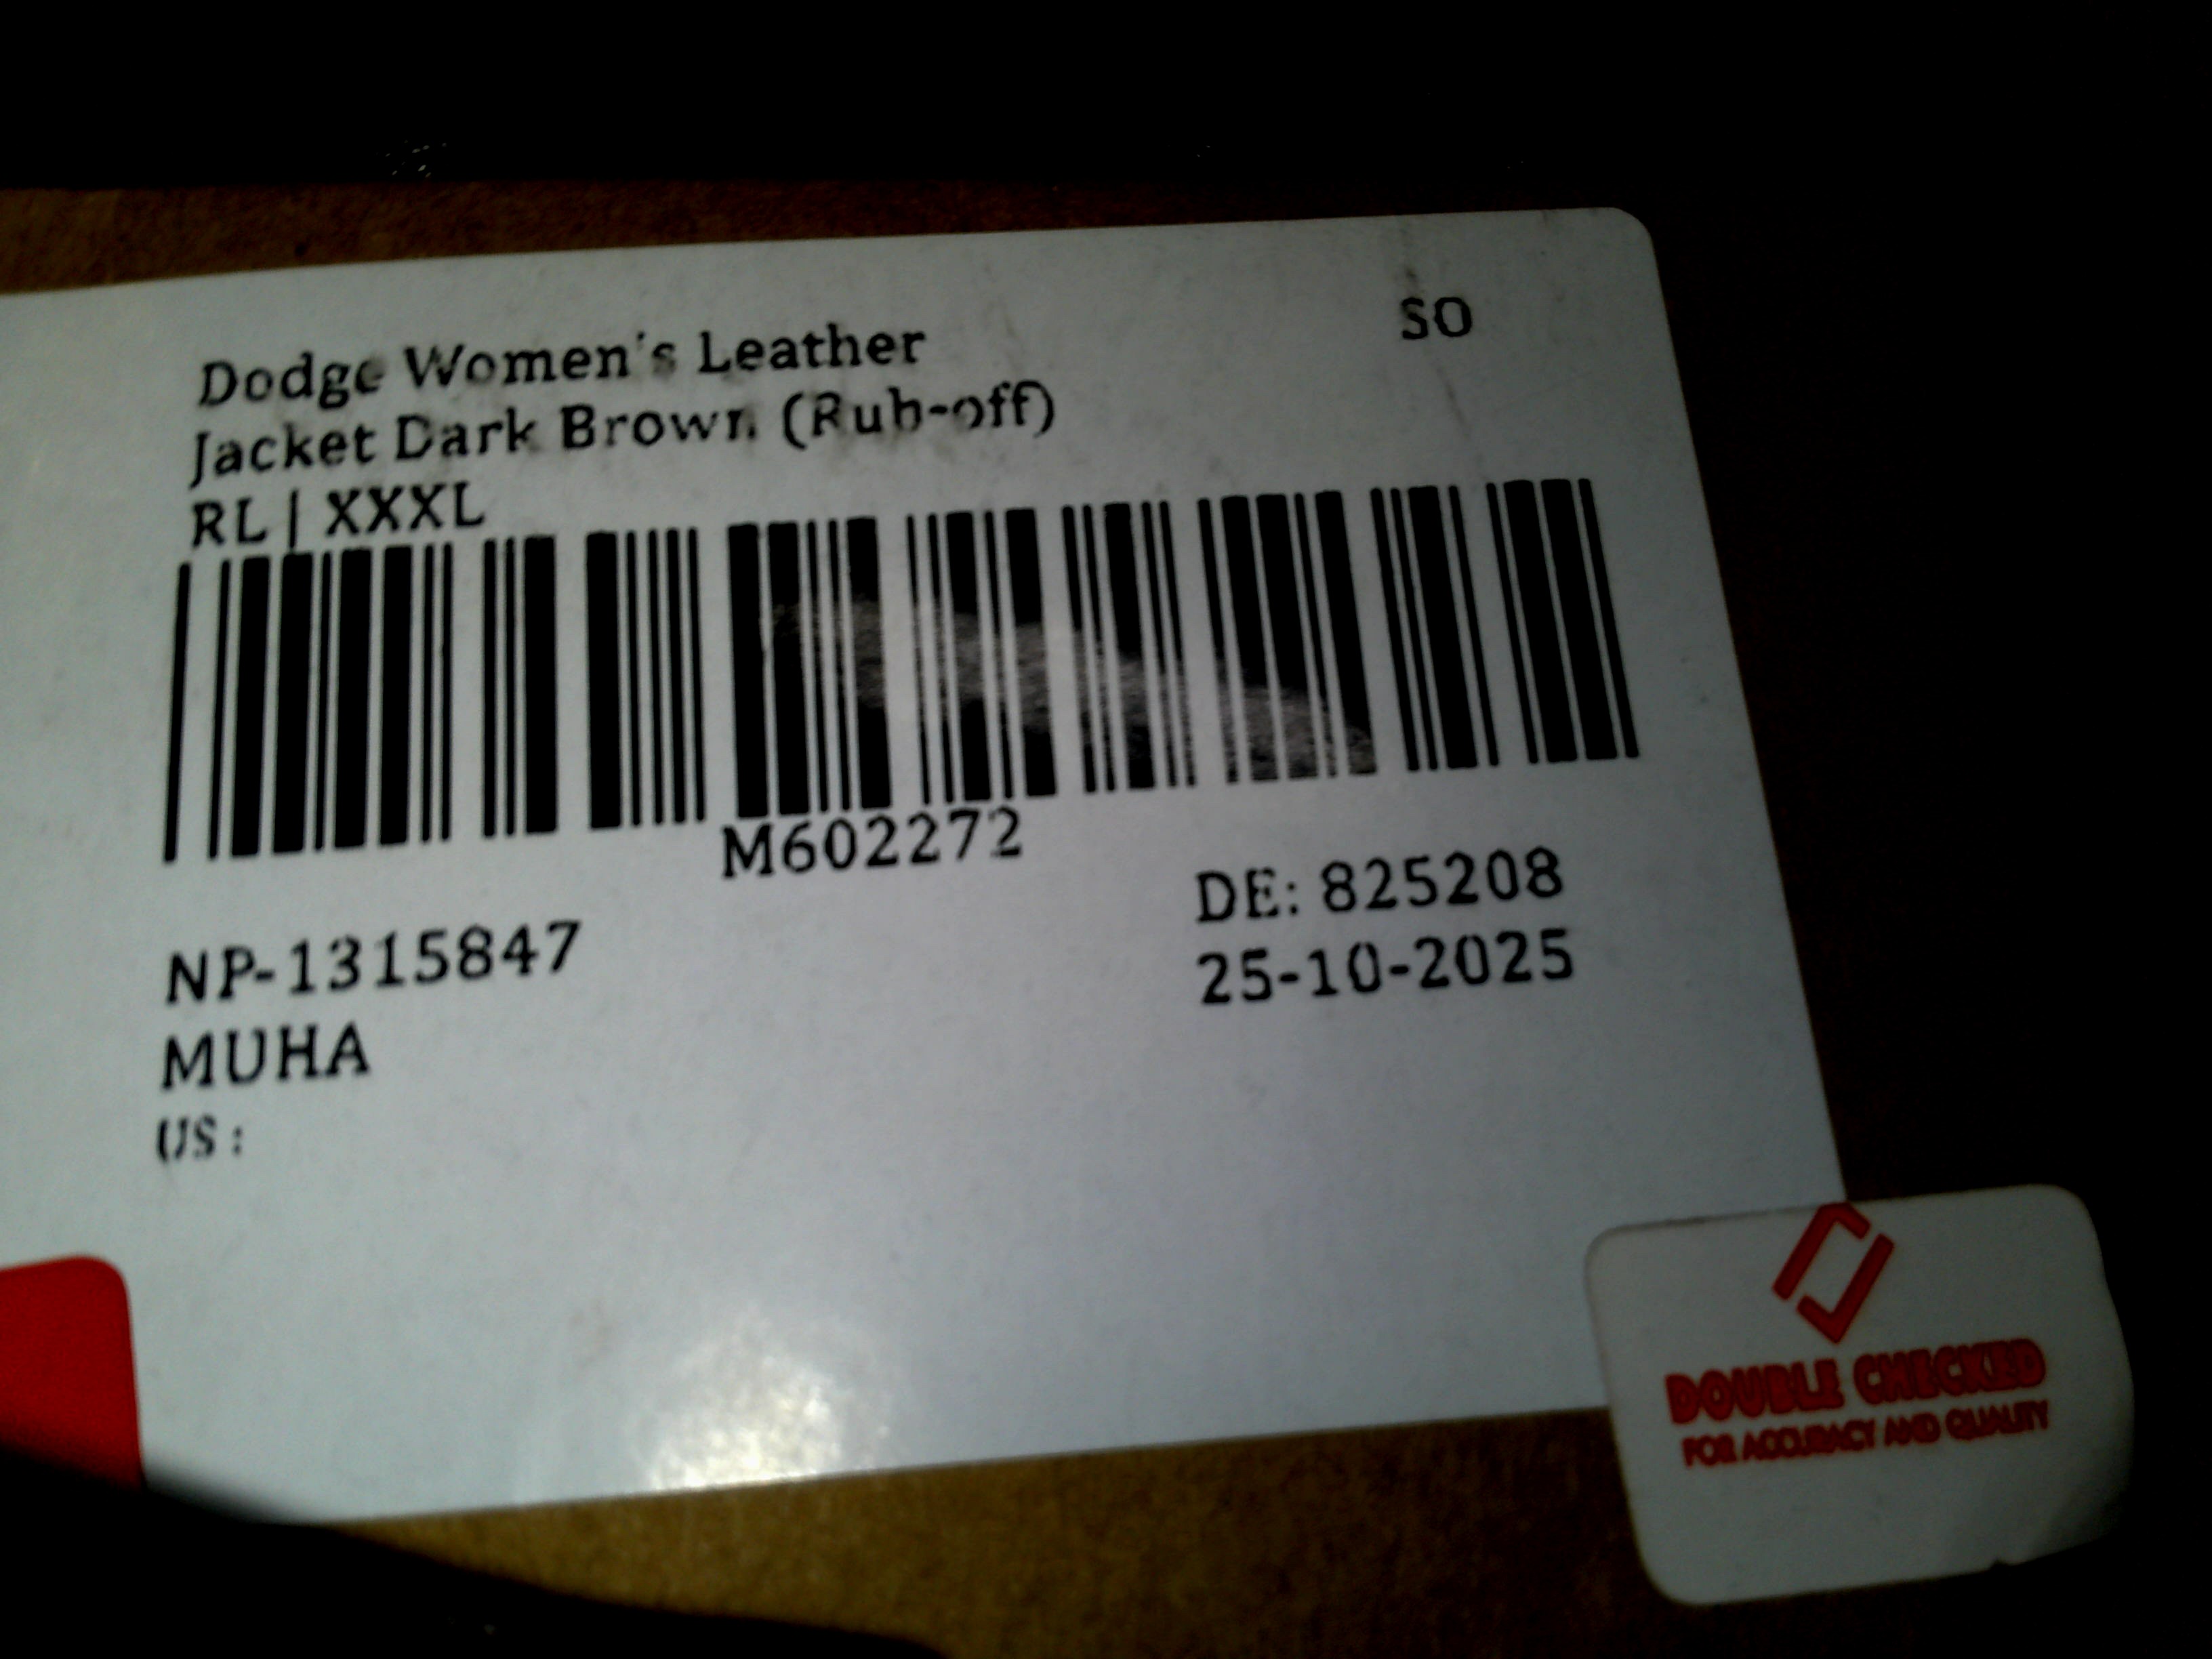 SO
Dodge Women's Leather
Jacket Dark Brown (Rub-off)
RL | XXXL
M602272
DE: 825208
NP-1315847
25-10-2025
MUHA
US :
DOUBLE CHECKED
FOR ACCURACY AND QUALITY